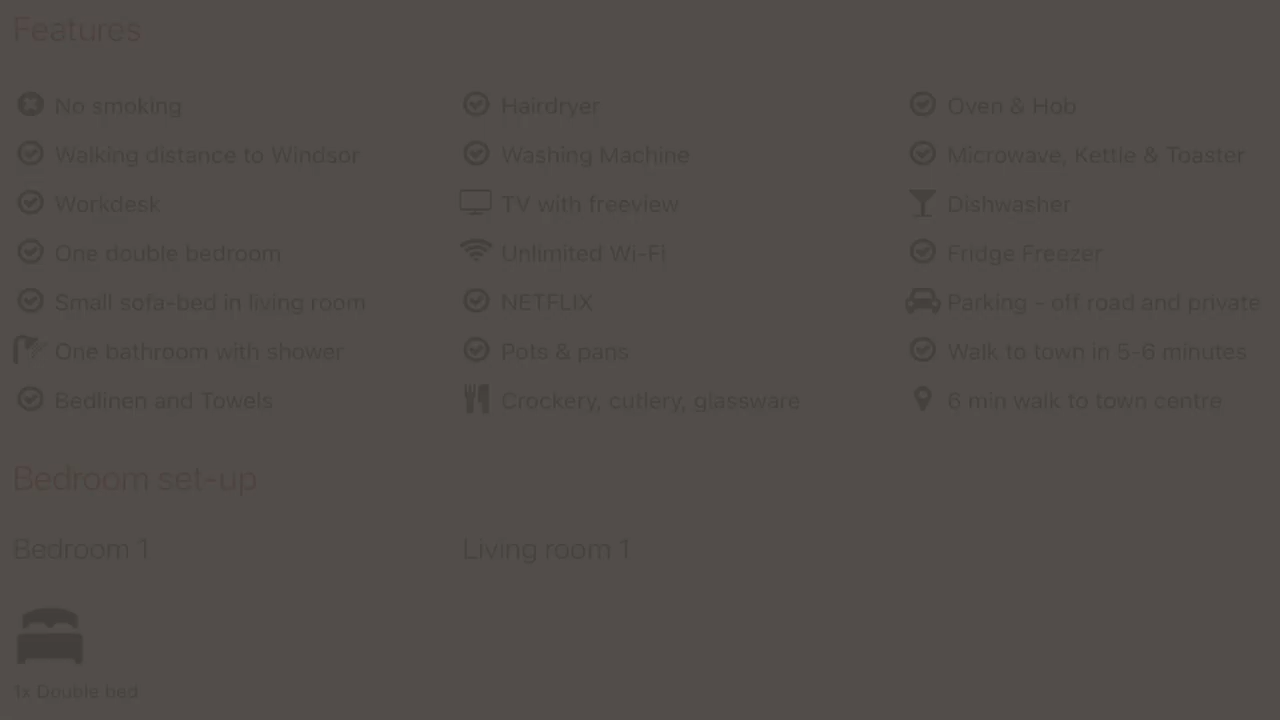 Features
No smoking
Walking distance to Windsor
Workdesk
One double bedroom
Small sofa-bed in living room
One bathroom with shower
Bedlinen and Towels
Hairdryer
Washing Machine
TV with freeview
Unlimited Wi-Fi
NETFLIX
Pots & pans
Crockery, cutlery, glassware
Oven & Hob
Microwave, Kettle & Toaster
Dishwasher
Fridge Freezer
Parking - off road and private
Walk to town in 5-6 minutes
6 min walk to town centre
Bedroom set-up
Bedroom 1
1x Double bed
Living room 1